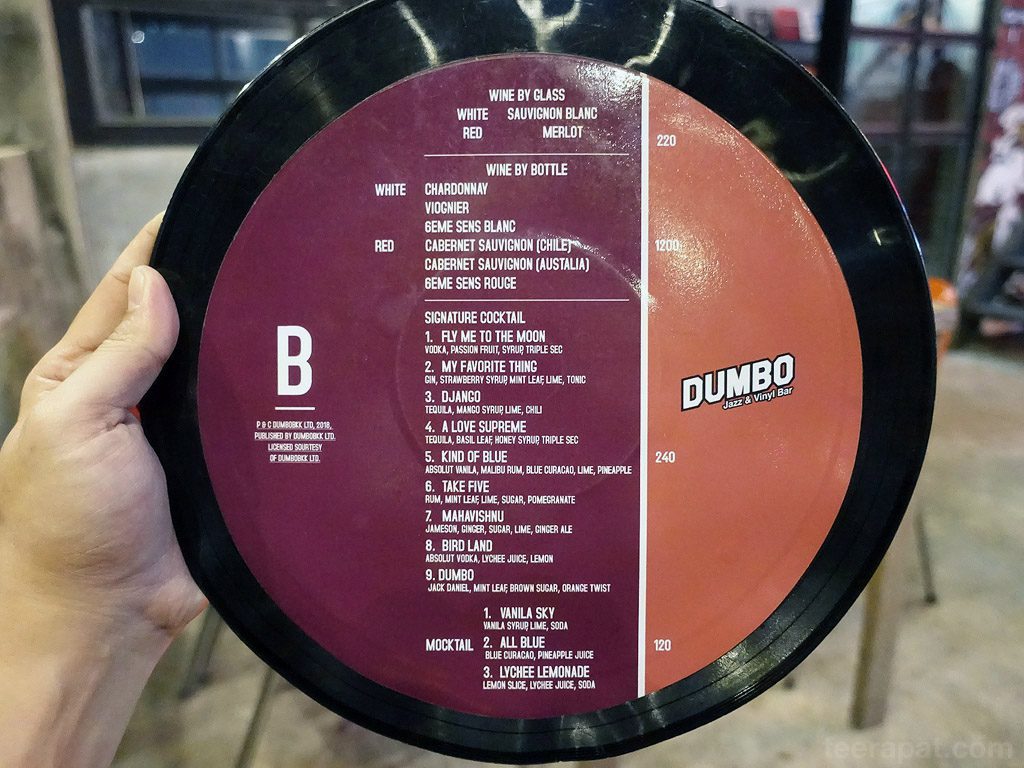 WINE BY GLASS
WHITE SAUVIGNON BLANC
RED MERLOT
220
WINE BY BOTTLE
WHITE CHARDONNAY
VIOGNIER
6EME SENS BLANC
RED CABERNET SAUVIGNON (CHILE) 1200
CABERNET SAUVIGNON (AUSTALIA)
6EME SENS ROUGE
SIGNATURE COCKTAIL
1. FLY ME TO THE MOON
VODKA, PASSION FRUIT, SYRUP, TRIPLE SEC
2. MY FAVORITE THING
GIN, STRAWBERRY SYRUP, MINT LEAF, LIME, TONIC
3. DJANGO
TEQUILA, MANGO SYRUP, LIME, CHILI
4. A LOVE SUPREME
TEQUILA, BASIL LEAF, HONEY SYRUP, TRIPLE SEC
5. KIND OF BLUE
240
ABSOLUT VANILA, MALIBU RUM, BLUE CURACAO, LIME, PINEAPPLE
6. TAKE FIVE
RUM, MINT LEAF, LIME, SUGAR, POMEGRANATE
7. MAHAVISHNU
JAMESON, GINGER, SUGAR, LIME, GINGER ALE
8. BIRD LAND
ABSOLUT VODKA, LYCHEE JUICE, LEMON
9. DUMBO
JACK DANIEL, MINT LEAF, BROWN SUGAR, ORANGE TWIST
1. VANILA SKY
VANILA SYRUP, LIME, SODA
MOCKTAIL 2. ALL BLUE 120
BLUE CURACAO, PINEAPPLE JUICE
3. LYCHEE LEMONADE
LEMON SLICE, LYCHEE JUICE, SODA
B
P & C DUMBOBKK LTD, 2018,
PUBLISHED BY DUMBOBKK LTD.
LICENSED SOURTESY
OF DUMBOBKK LTD.
DUMBO
Jazz & Vinyl Bar
teerapat.com